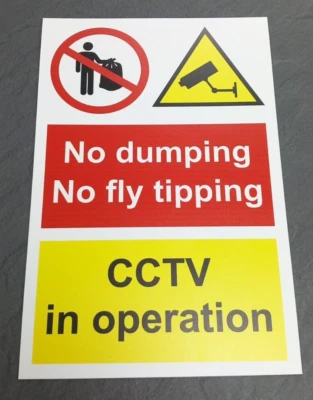 No dumping
No fly tipping
CCTV
in operation